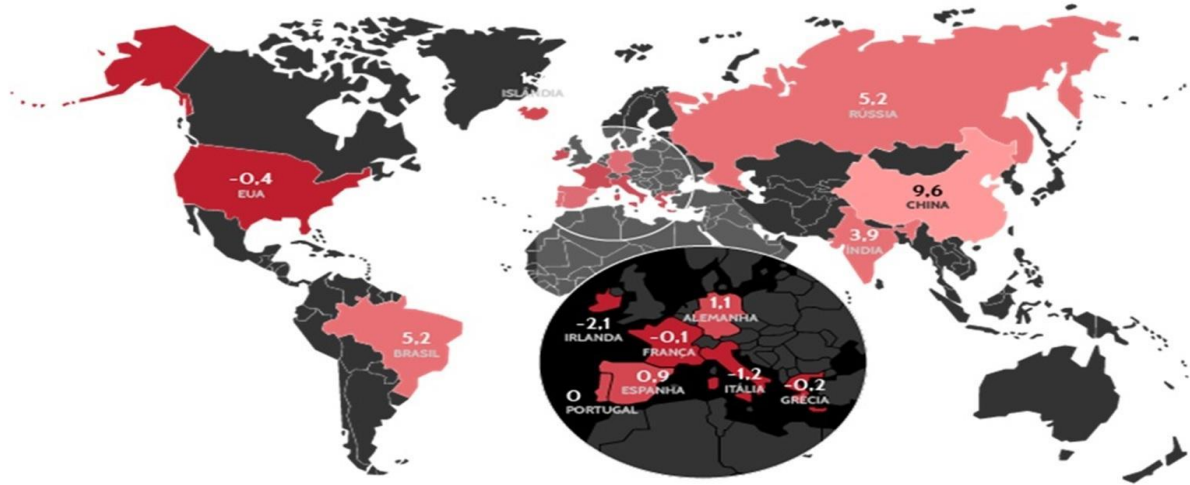 ISLÂNDIA
-0,4
EUA
5,2
RÚSSIA
9,6
CHINA
3,9
ÍNDIA
5,2
BRASIL
-2,1
IRLANDA
1,1
ALEMANHA
-0,1
FRANÇA
0,9
ESPANHA
0
PORTUGAL
-1,2
ITÁLIA
-0,2
GRÉCIA